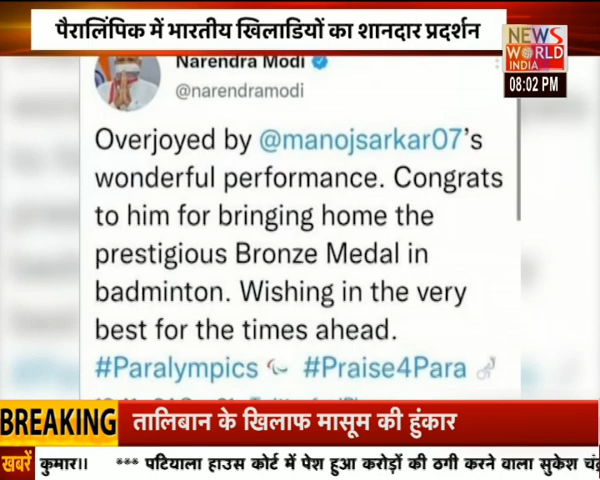 पैरालिंपिक में भारतीय खिलाडियों का शानदार प्रदर्शन
NEWS
WORLD
INDIA
08:02 PM
Narendra Modi
@narendramodi
Overjoyed by @manojsarkar07's
wonderful performance. Congrats
to him for bringing home the
prestigious Bronze Medal in
badminton. Wishing in the very
best for the times ahead.
#Paralympics #Praise4Para
BREAKING तालिबान के खिलाफ मासूम की हुंकार
खबरें कुमार।। *** पटियाला हाउस कोर्ट में पेश हुआ करोड़ों की ठगी करने वाला सुकेश